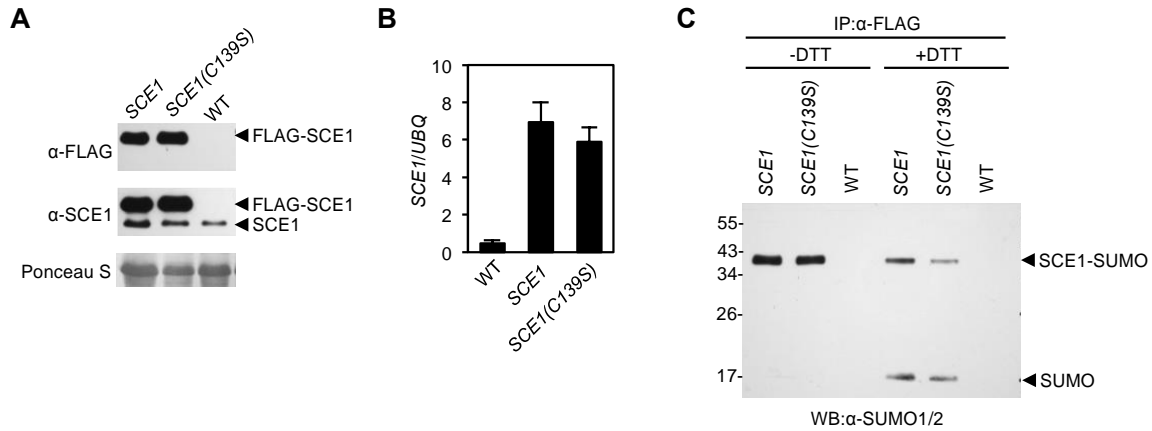 A
SCE1 SCE1(C139S) WT
α-FLAG
FLAG-SCE1
α-SCE1
FLAG-SCE1
SCE1
Ponceau S
B
SCE1/UBQ
10
8
6
4
2
0
WT SCE1 SCE1(C139S)
C
IP:α-FLAG
-DTT +DTT
SCE1 SCE1(C139S) WT SCE1 SCE1(C139S) WT
55-
43-
34-
26-
17-
SCE1-SUMO
SUMO
WB:α-SUMO1/2